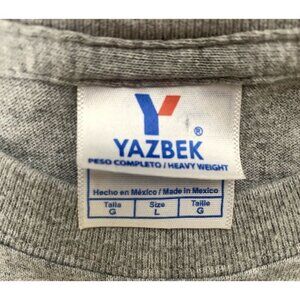 Y
YAZBEK®
PESO COMPLETO / HEAVY WEIGHT
Hecho en México / Made in Mexico
Talla Size Taille
G L G